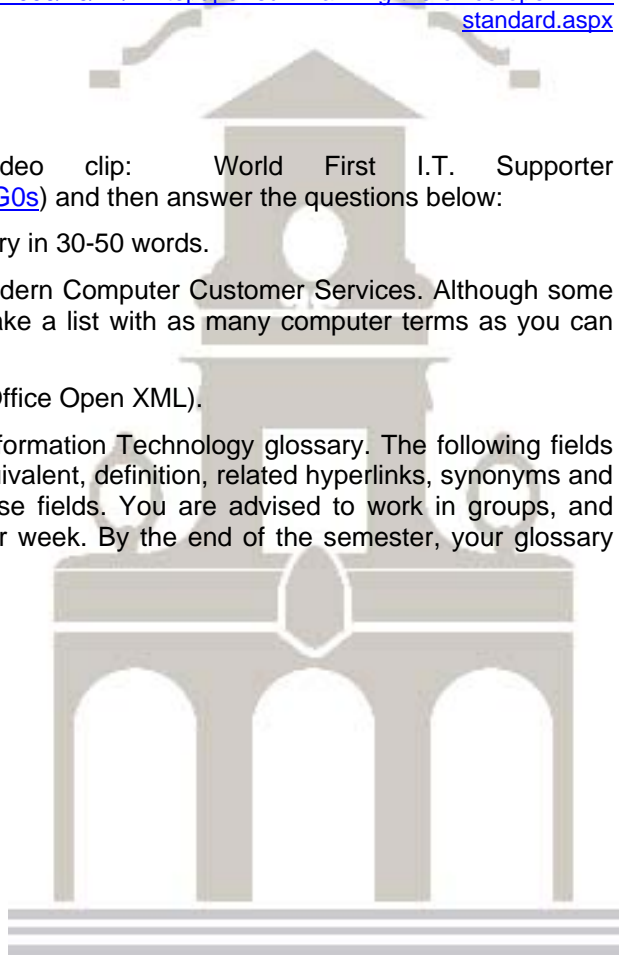 standard.aspx
deo clip: World First I.T. Supporter
G0s) and then answer the questions below:
ry in 30-50 words.
dern Computer Customer Services. Although some
ake a list with as many computer terms as you can
Office Open XML).
formation Technology glossary. The following fields
uivalent, definition, related hyperlinks, synonyms and
se fields. You are advised to work in groups, and
r week. By the end of the semester, your glossary